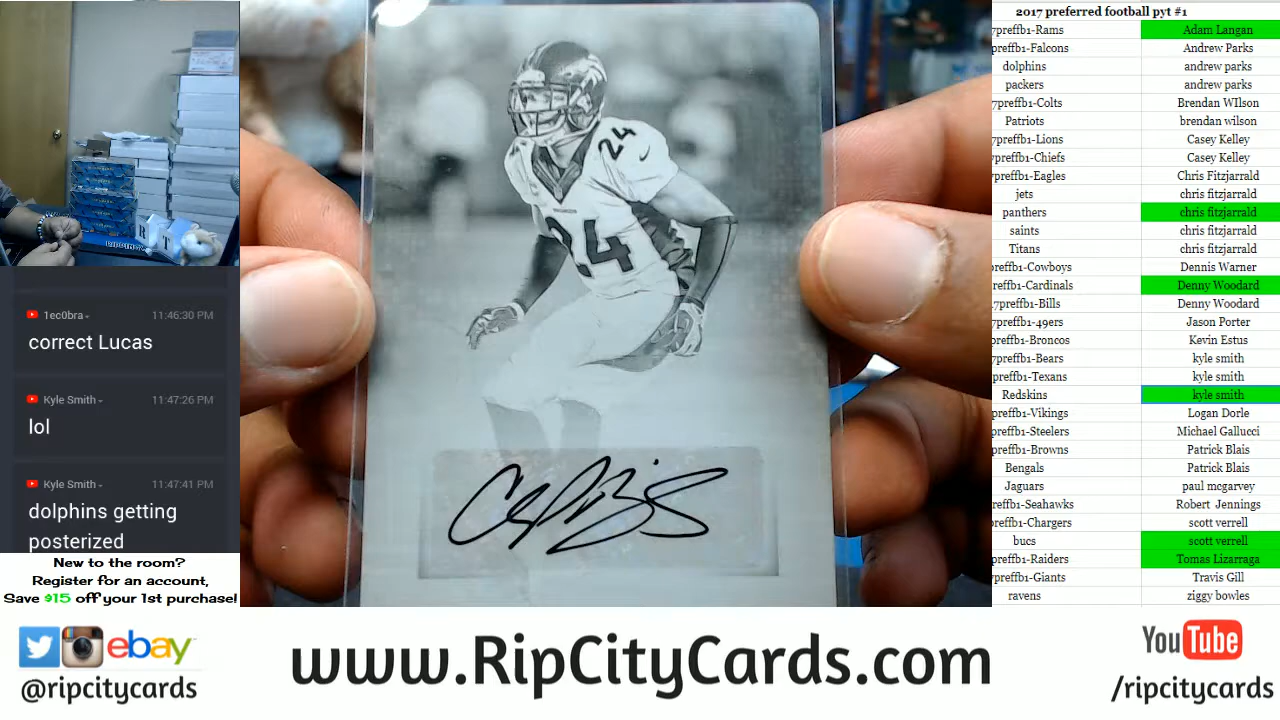 2017 preferred football pyt #1
7preffb1-Rams Adam Langan
preffb1-Falcons Andrew Parks
dolphins andrew parks
packers andrew parks
7preffb1-Colts Brendan WIlson
Patriots brendan wilson
7preffb1-Lions Casey Kelley
preffb1-Chiefs Casey Kelley
preffb1-Eagles Chris Fitzjarrald
jets chris fitzjarrald
panthers chris fitzjarrald
saints chris fitzjarrald
Titans chris fitzjarrald
reffb1-Cowboys Dennis Warner
reffb1-Cardinals Denny Woodard
17preffb1-Bills Denny Woodard
7preffb1-49ers Jason Porter
reffb1-Broncos Kevin Estus
7preffb1-Bears kyle smith
preffb1-Texans kyle smith
Redskins kyle smith
preffb1-Vikings Logan Dorle
preffb1-Steelers Michael Gallucci
preffb1-Browns Patrick Blais
Bengals Patrick Blais
Jaguars paul mcgarvey
reffb1-Seahawks Robert Jennings
reffb1-Chargers scott verrell
bucs scott verrell
preffb1-Raiders Tomas Lizarraga
preffb1-Giants Travis Gill
ravens ziggy bowles
24
24
R T
1ec0bra 11:46:30 PM
correct Lucas
Kyle Smith 11:47:26 PM
lol
Kyle Smith 11:47:41 PM
dolphins getting
posterized
New to the room?
Register for an account,
Save $15 off your 1st purchase!
ebay
@ripcitycards
www.RipCityCards.com
YouTube
/ripcitycards